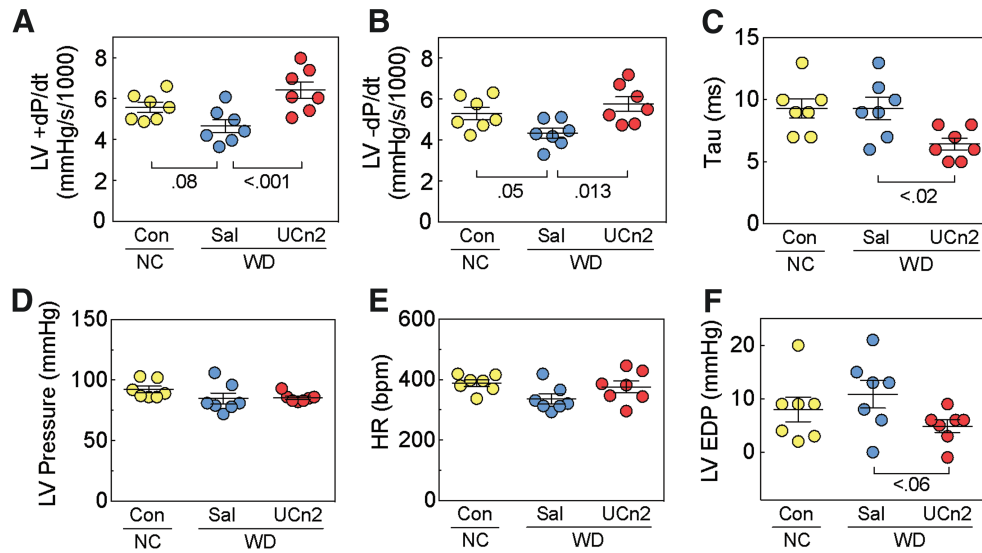 A
LV +dP/dt
(mmHg/s/1000)
8
6
4
2
0
.08
<.001
Con
Sal
UCn2
NC
WD
B
LV -dP/dt
(mmHg/s/1000)
8
6
4
2
0
.05
.013
Con
Sal
UCn2
NC
WD
C
Tau (ms)
15
10
5
0
<.02
Con
Sal
UCn2
NC
WD
D
LV Pressure (mmHg)
150
100
50
0
Con
Sal
UCn2
NC
WD
E
HR (bpm)
600
400
200
0
Con
Sal
UCn2
NC
WD
F
LV EDP (mmHg)
20
10
0
<.06
Con
Sal
UCn2
NC
WD